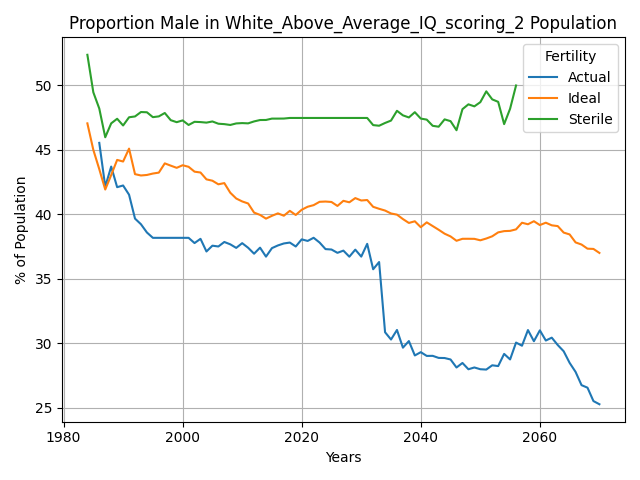 Proportion Male in White_Above_Average_IQ_scoring_2 Population
Fertility
Actual
Ideal
Sterile
% of Population
50
45
40
35
30
25
1980
2000
2020
2040
2060
Years